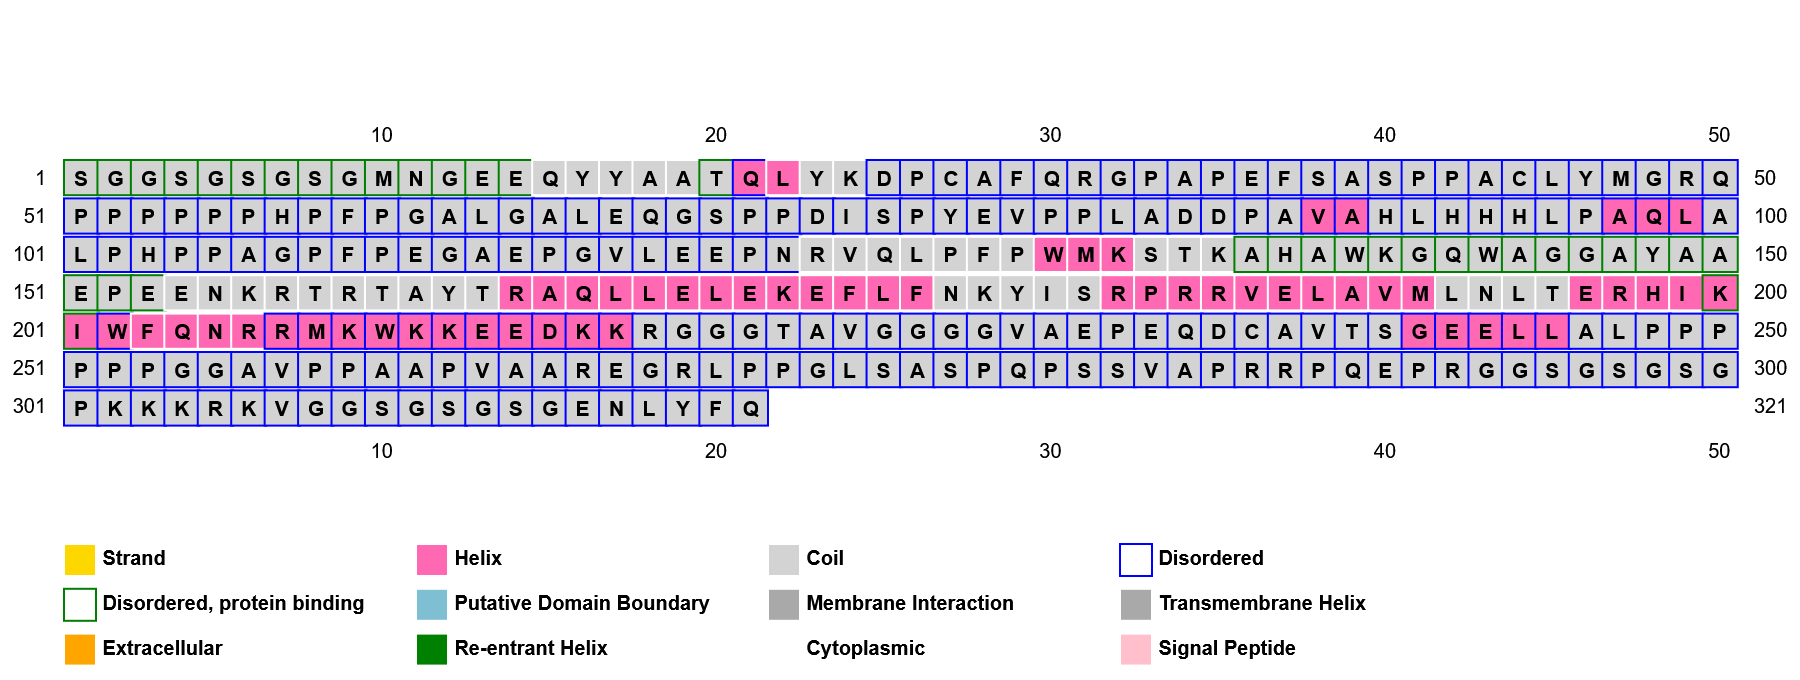 10 20 30 40 50
1 S G G S G S G S G M N G E E Q Y Y A A T Q L Y K D P C A F Q R G P A P E F S A S P P A C L Y M G R Q 50
51 P P P P P P H P F P G A L G A L E Q G S P P D I S P Y E V P P L A D D P A V A H L H H H L P A Q L A 100
101 L P H P P A G P F P E G A E P G V L E E P N R V Q L P F P W M K S T K A H A W K G Q W A G G A Y A A 150
151 E P E E N K R T R T A Y T R A Q L L E L E K E F L F N K Y I S R P R R V E L A V M L N L T E R H I K 200
201 I W F Q N R R M K W K K E E D K K R G G G T A V G G G G V A E P E Q D C A V T S G E E L L A L P P P 250
251 P P P G G A V P P A A P V A A R E G R L P P G L S A S P Q P S S V A P R R P Q E P R G G S G S G S G 300
301 P K K K R K V G G S G S G S G E N L Y F Q 321
10 20 30 40 50
Strand Helix Coil Disordered
Disordered, protein binding Putative Domain Boundary Membrane Interaction Transmembrane Helix
Extracellular Re-entrant Helix Cytoplasmic Signal Peptide